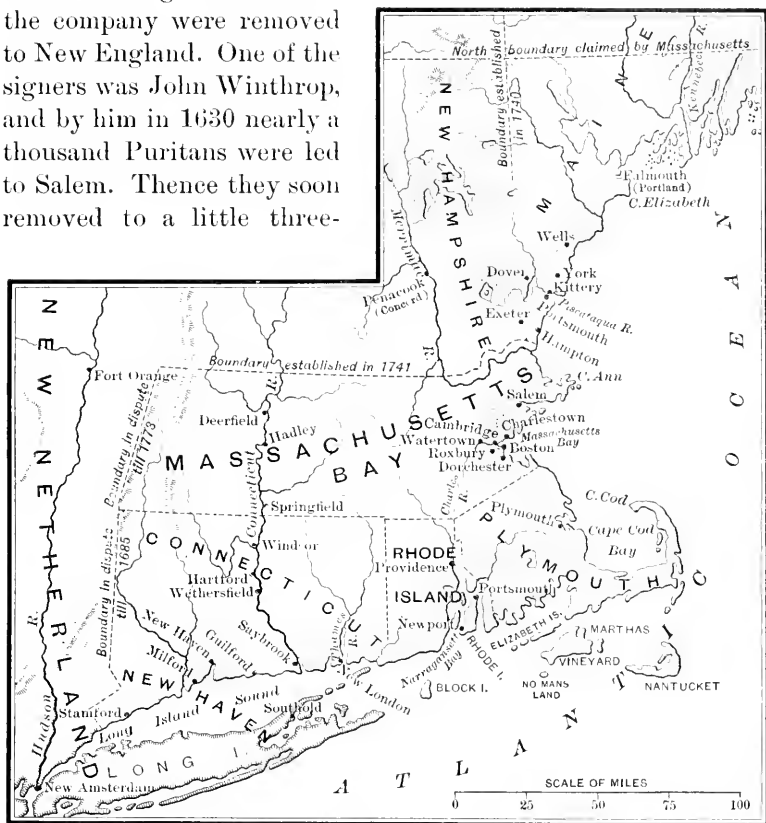 the company were removed
to New England. One of the
signers was John Winthrop,
and by him in 1630 nearly a
thousand Puritans were led
to Salem. Thence they soon
removed to a little three-
North boundary claimed by Massachusetts
Boundary established
in 1740
NEW HAMPSHIRE
MAINE
Kennebec R.
Falmouth
(Portland)
C. Elizabeth
Wells
Merrimac
R.
Penacook
(Concord)
Dover
York
Kittery
Piscataqua R.
Portsmouth
Exeter
Hampton
NEW NETHERLAND
Fort Orange
Boundary established in 1741
Boundary in dispute
till 1773
Deerfield
Hadley
Connecticut
R.
MASSACHUSETTS
BAY
C. Ann
Salem
Cambridge
Charlestown
Watertown
Massachusetts
Bay
Roxbury
Boston
Dorchester
Charles
R.
Springfield
Boundary in dispute
till 1685
CONNECTICUT
Windsor
Hartford
Wethersfield
RHODE
ISLAND
Providence
PLYMOUTH
Plymouth
C. Cod
Cape Cod
Bay
Portsmouth
Newport
Narragansett
Bay
RHODE I.
ELIZABETH IS.
MARTHAS
VINEYARD
NO MANS
LAND
NANTUCKET
BLOCK I.
Thames
R.
New London
Saybrook
Guilford
New Haven
Milford
NEW HAVEN
Stamford
Long Island Sound
Southold
LONG I.
Hudson
R.
New Amsterdam
ATLANTIC
OCEAN
SCALE OF MILES
0 25 50 75 100